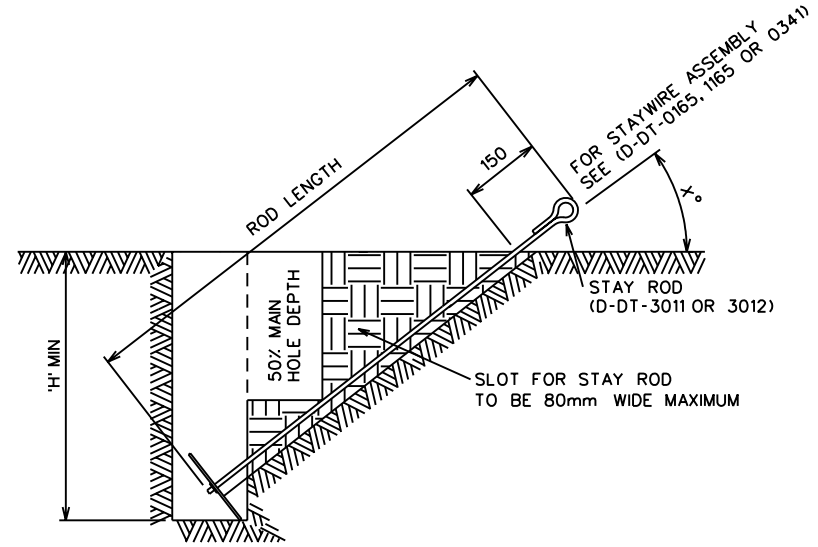 FOR STAYWIRE ASSEMBLY
SEE (D-DT-0165, 1165 OR 0341)
150
ROD LENGTH
X°
STAY ROD
(D-DT-3011 OR 3012)
50% MAIN
HOLE DEPTH
'H' MIN
SLOT FOR STAY ROD
TO BE 80mm WIDE MAXIMUM